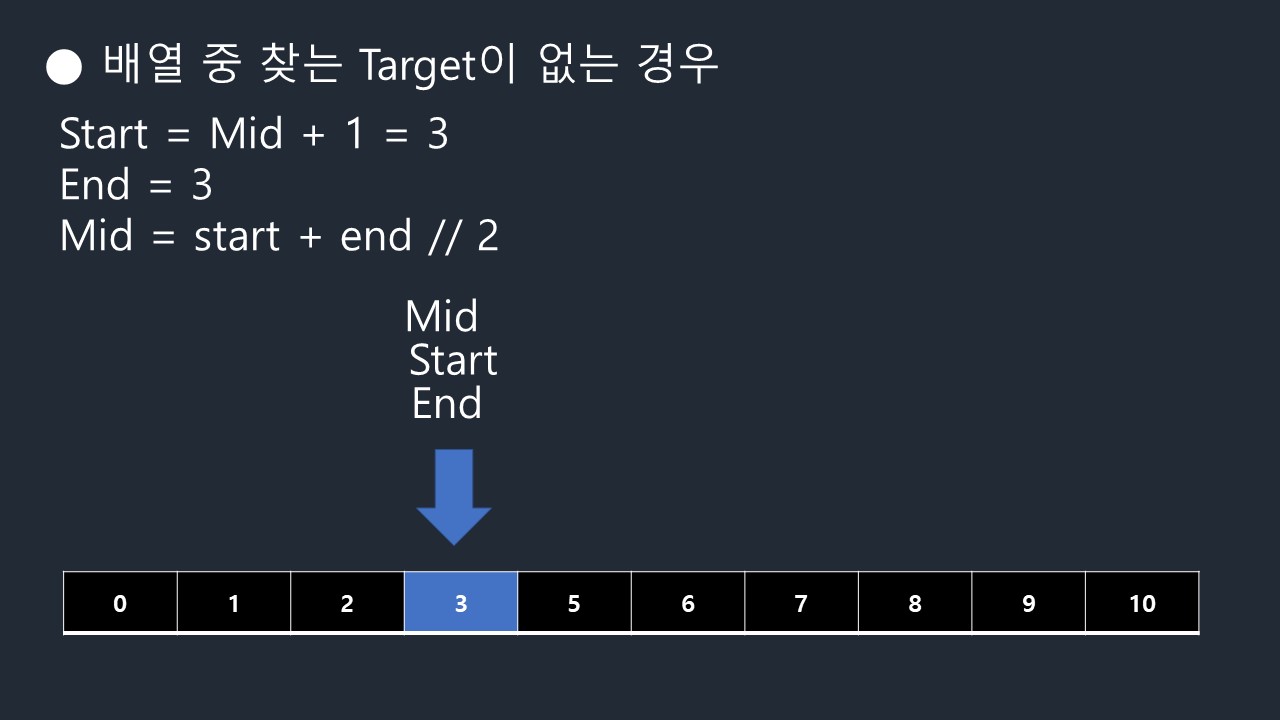 ● 배열 중 찾는 Target이 없는 경우
Start = Mid + 1 = 3
End = 3
Mid = start + end // 2
Mid
Start
End
0 1 2 3 5 6 7 8 9 10